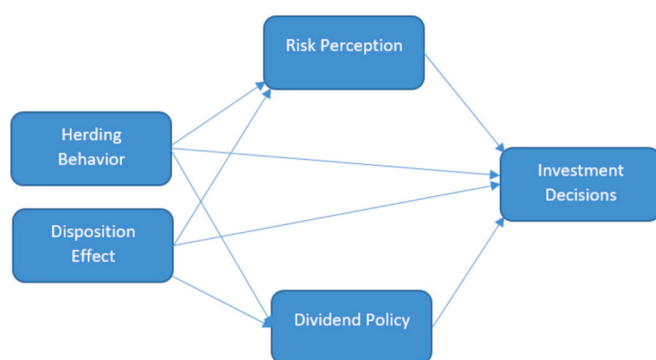 Risk Perception
Herding
Behavior
Investment
Decisions
Disposition
Effect
Dividend Policy